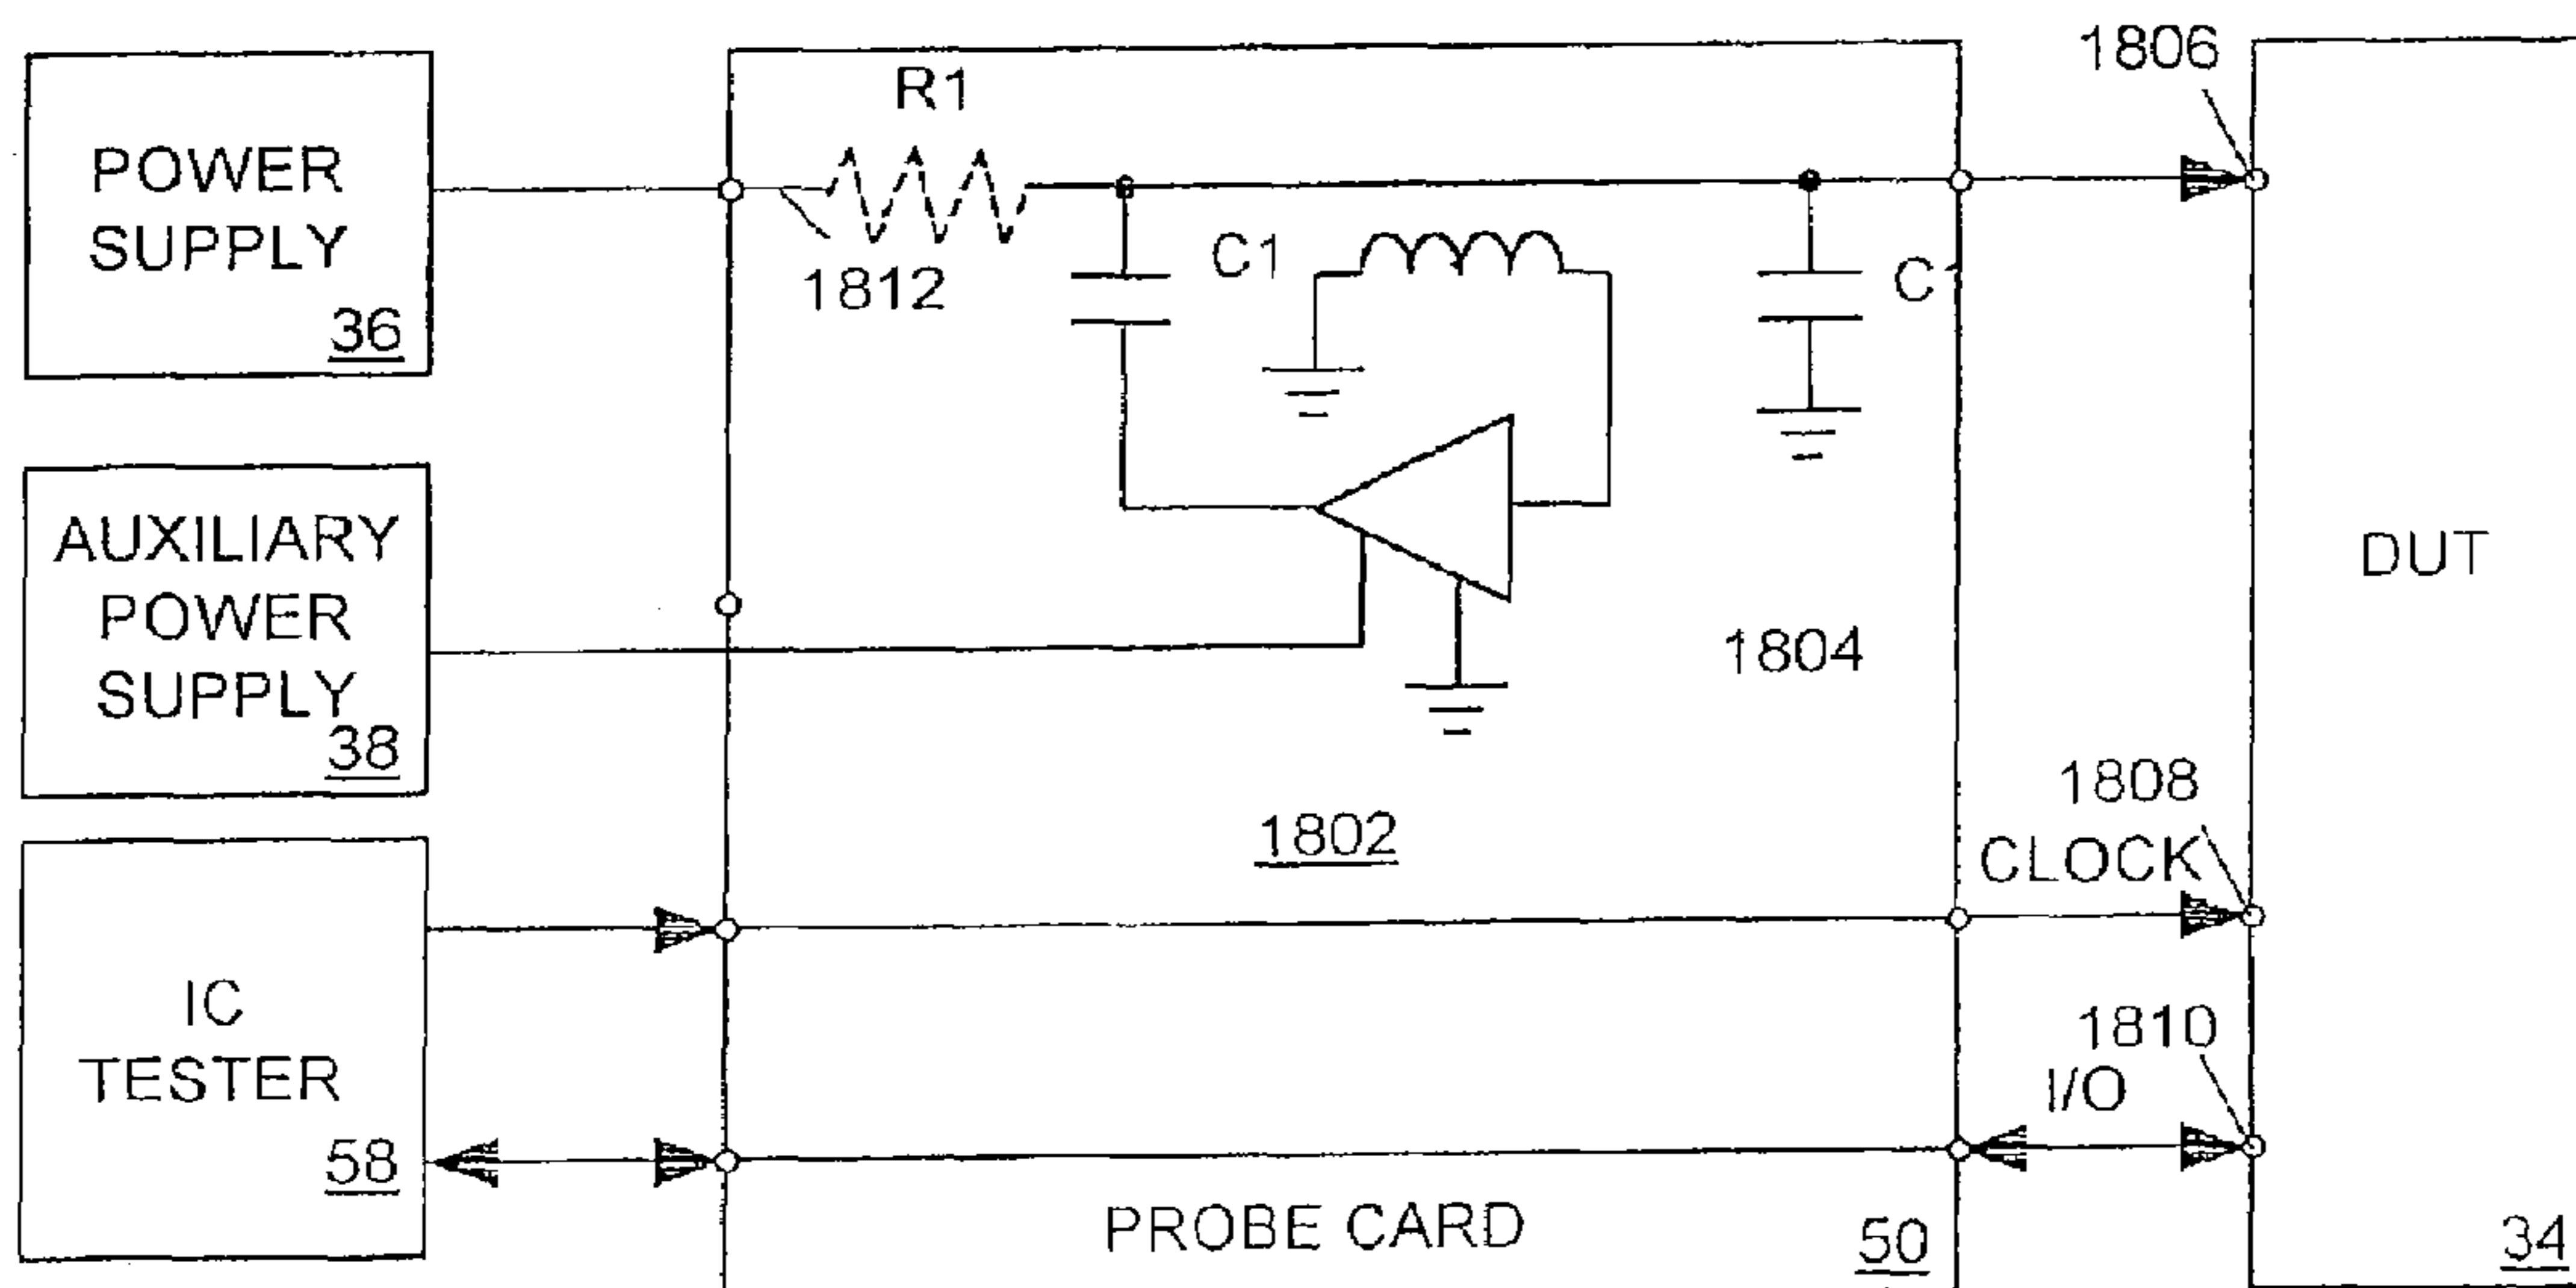 POWER
SUPPLY
36
AUXILIARY
POWER
SUPPLY
38
IC
TESTER
58
R1
1812
C1
C1
1804
1802
PROBE CARD
50
1806
1808
CLOCK
1810
I/O
DUT
34